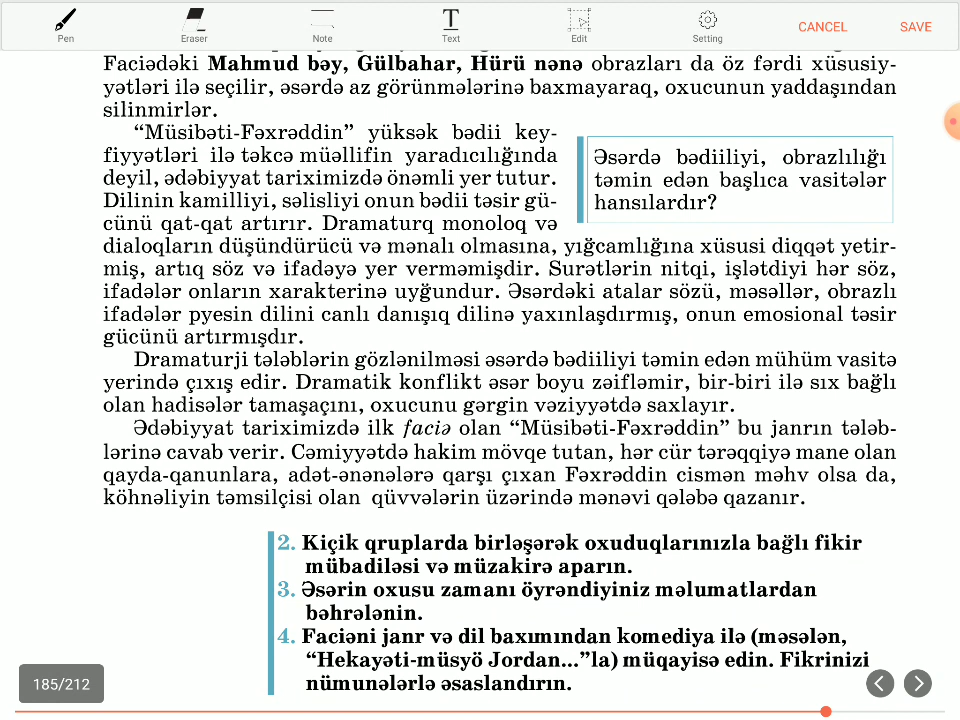 Pen
Eraser
Note
Text
Edit
Setting
CANCEL
SAVE
Faciədəki Mahmud bəy, Gülbahar, Hürü nənə obrazları da öz fərdi xüsusiy-
yətləri ilə seçilir, əsərdə az görünmələrinə baxmayaraq, oxucunun yaddaşından
silinmirlər.
“Müsibəti-Fəxrəddin” yüksək bədii key-
fiyyətləri ilə təkcə müəllifin yaradıcılığında
deyil, ədəbiyyat tariximizdə önəmli yer tutur.
Dilinin kamilliyi, səlisliyi onun bədii təsir gü-
cünü qat-qat artırır. Dramaturq monoloq və
Əsərdə bədiiliyi, obrazlılığı
təmin edən başlıca vasitələr
hansılardır?
dialoqların düşündürücü və mənalı olmasına, yığcamlığına xüsusi diqqət yetir-
miş, artıq söz və ifadəyə yer verməmişdir. Surətlərin nitqi, işlətdiyi hər söz,
ifadələr onların xarakterinə uyğundur. Əsərdəki atalar sözü, məsəllər, obrazlı
ifadələr pyesin dilini canlı danışıq dilinə yaxınlaşdırmış, onun emosional təsir
gücünü artırmışdır.
Dramaturji tələblərin gözlənilməsi əsərdə bədiiliyi təmin edən mühüm vasitə
yerində çıxış edir. Dramatik konflikt əsər boyu zəifləmir, bir-biri ilə sıx bağlı
olan hadisələr tamaşaçını, oxucunu gərgin vəziyyətdə saxlayır.
Ədəbiyyat tariximizdə ilk faciə olan “Müsibəti-Fəxrəddin” bu janrın tələb-
lərinə cavab verir. Cəmiyyətdə hakim mövqe tutan, hər cür tərəqqiyə mane olan
qayda-qanunlara, adət-ənənələrə qarşı çıxan Fəxrəddin cismən məhv olsa da,
köhnəliyin təmsilçisi olan qüvvələrin üzərində mənəvi qələbə qazanır.
2. Kiçik qruplarda birləşərək oxuduqlarınızla bağlı fikir
mübadiləsi və müzakirə aparın.
3. Əsərin oxusu zamanı öyrəndiyiniz məlumatlardan
bəhrələnin.
4. Faciəni janr və dil baxımından komediya ilə (məsələn,
“Hekayəti-müsyö Jordan...”la) müqayisə edin. Fikrinizi
nümunələrlə əsaslandırın.
185/212